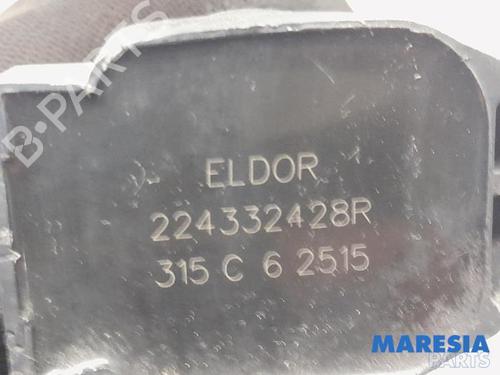 B-PARTS
ELDOR
224332428R
315 C 6 2515
MARESIA
PARTS